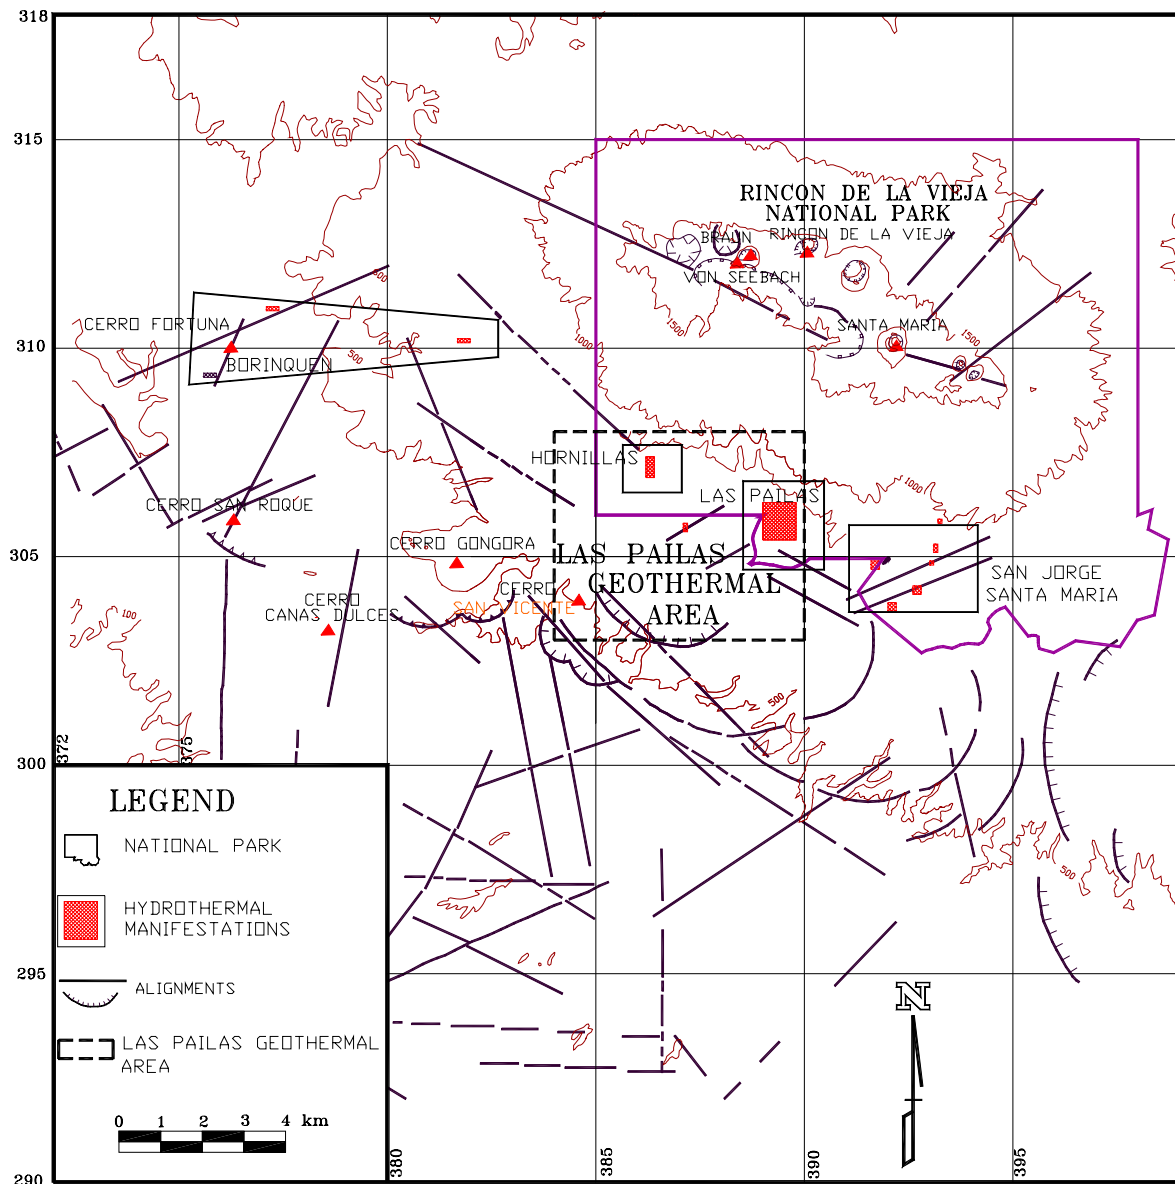 318
315
310
305
295
290
372
375
380
385
390
395
RINCON DE LA VIEJA
NATIONAL PARK
BRAUN
RINCON DE LA VIEJA
VON SEEBACH
SANTA MARIA
1500
1500
1000
1000
500
500
500
500
100
CERRO FORTUNA
BORINQUEN
HORNILLAS
LAS PAILAS
CERRO SAN ROQUE
CERRO GONGORA
LAS PAILAS
GEOTHERMAL
AREA
CERRO
SAN VICENTE
CERRO
CANAS DULCES
SAN JORGE
SANTA MARIA
300
LEGEND
NATIONAL PARK
HYDROTHERMAL
MANIFESTATIONS
ALIGNMENTS
LAS PAILAS GEOTHERMAL
AREA
0 1 2 3 4 km
N